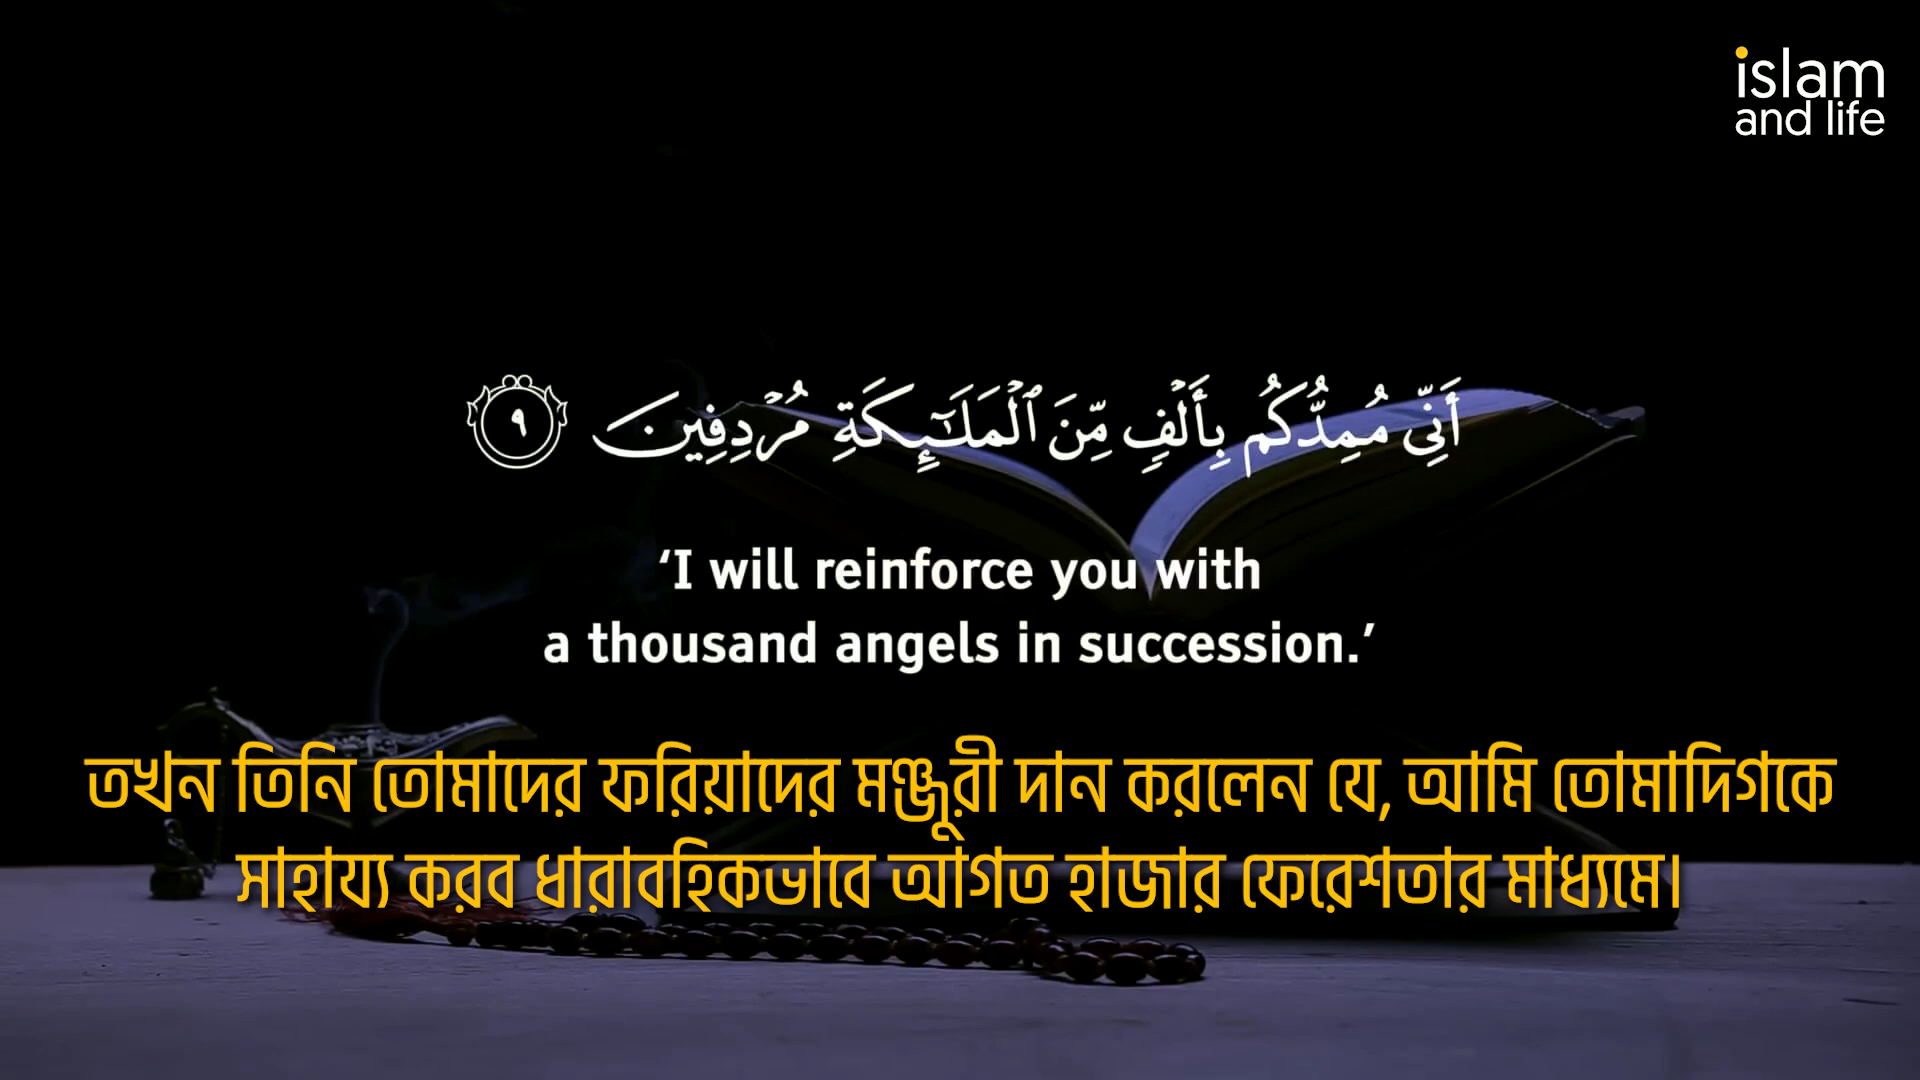 islam
and life
أَنِّى مُمِدُّكُم بِأَلْفٍ مِّنَ ٱلْمَلَـٰٓئِكَةِ مُرْدِفِينَ ٩
‘I will reinforce you with
a thousand angels in succession.’
তখন তিনি তোমাদের ফরিয়াদের মঞ্জুরী দান করলেন যে, আমি তোমাদিগকে
সাহায্য করব ধারাবহিকভাবে আগত হাজার ফেরেশতার মাধ্যমে।